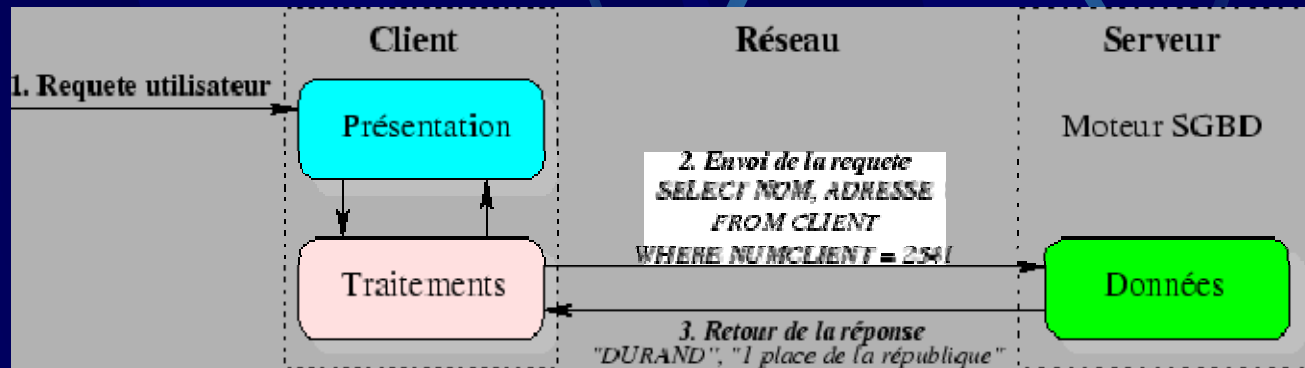 Client
Réseau
Serveur
1. Requete utilisateur
Présentation
Moteur SGBD
2. Envoi de la requete
SELECT NOM, ADRESSE
FROM CLIENT
WHERE NUMCLIENT = 2541
Traitements
Données
3. Retour de la réponse
"DURAND", "1 place de la république"